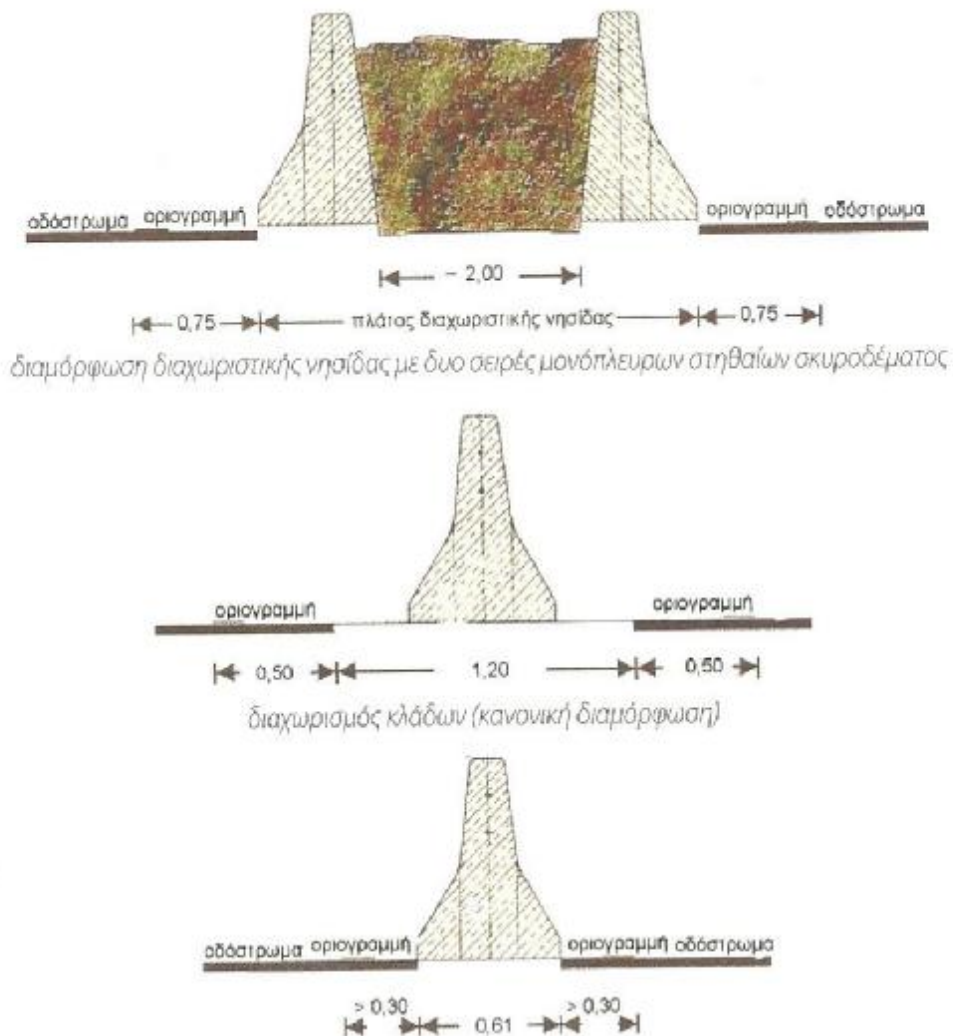 οδόστρωμα οριογραμμή οριογραμμή οδόστρωμα
~ 2,00
0,75 πλάτος διαχωριστικής νησίδας 0,75
διαμόρφωση διαχωριστικής νησίδας με δυο σειρές μονόπλευρων στηθαίων σκυροδέματος
οριογραμμή οριογραμμή
0,50 1,20 0,50
διαχωρισμός κλάδων (κανονική διαμόρφωση)
οδόστρωμα οριογραμμή οριογραμμή οδόστρωμα
> 0,30 0,61 > 0,30